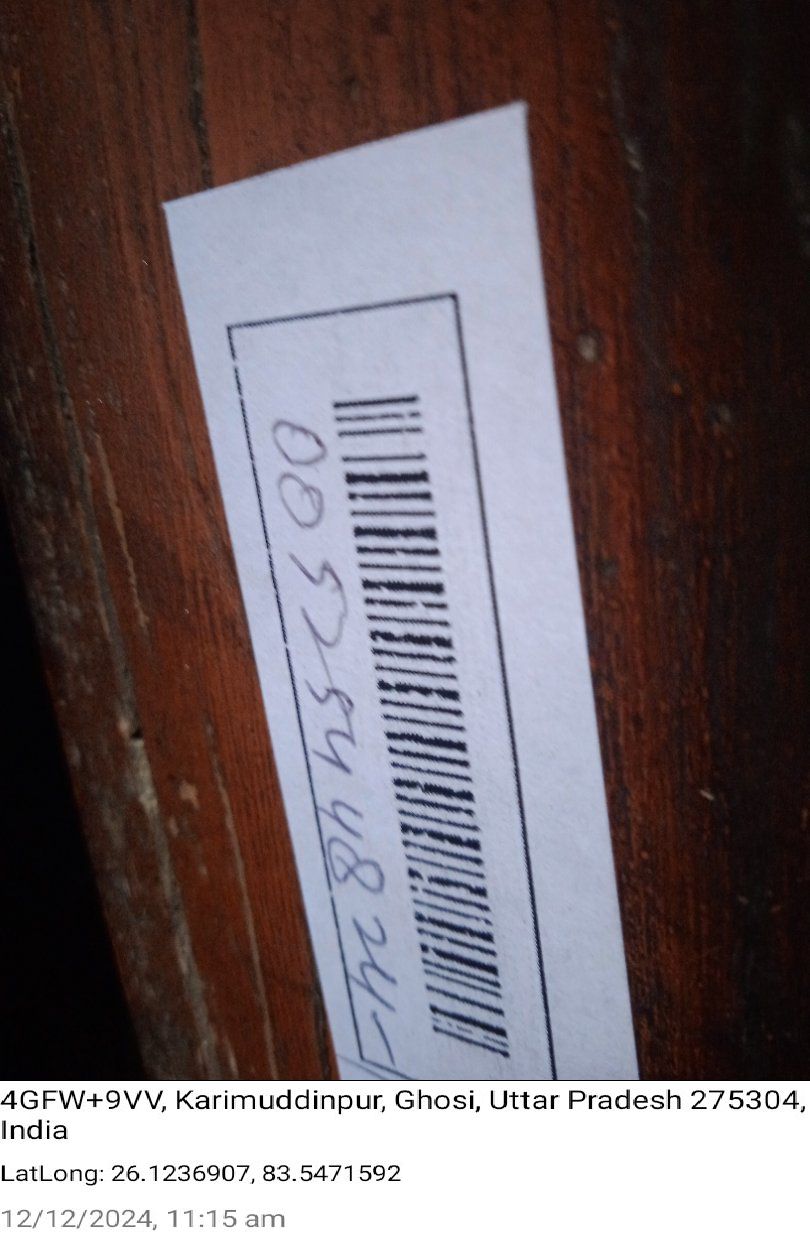 0052544824
4GFW+9VV, Karimuddinpur, Ghosi, Uttar Pradesh 275304,
India
LatLong: 26.1236907, 83.5471592
12/12/2024, 11:15 am